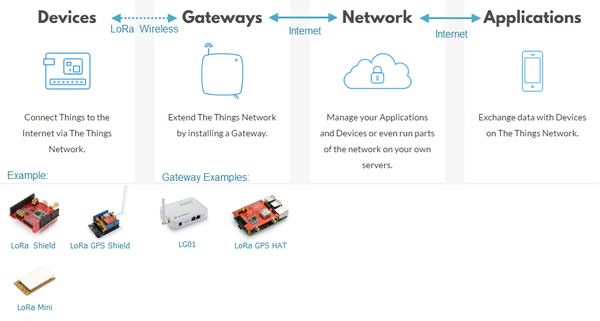 Devices
Gateways
Network
Applications
LoRa Wireless
Internet
Internet
Connect Things to the
Internet via The Things
Network.
Extend The Things Network
by installing a Gateway.
Manage your Applications
and Devices or even run parts
of the network on your own
servers.
Exchange data with Devices
on The Things Network.
Example:
Gateway Examples:
LoRa Shield
LoRa GPS Shield
LG01
LoRa GPS HAT
LoRa Mini